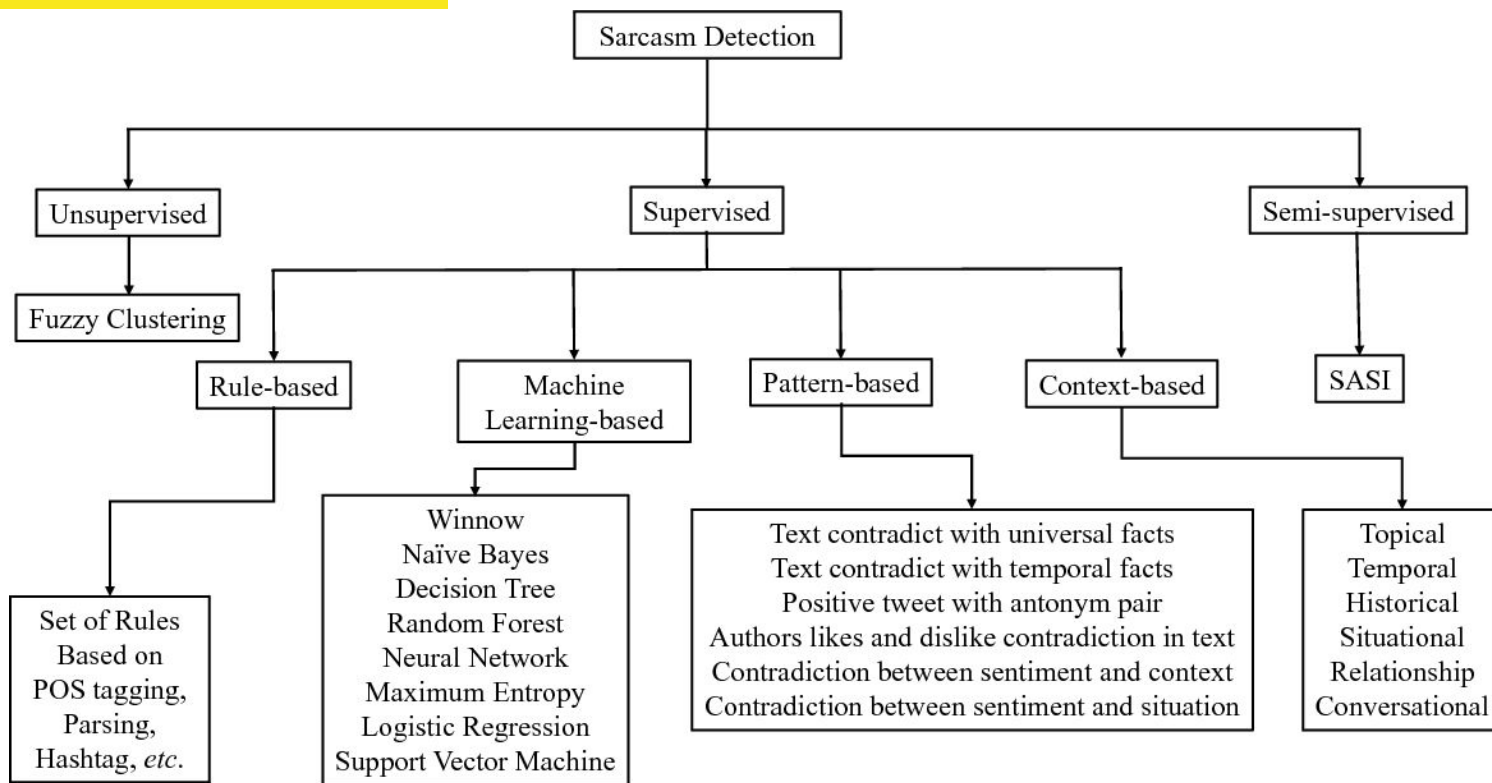 Sarcasm Detection
Unsupervised
Supervised
Semi-supervised
Fuzzy Clustering
Rule-based
Machine
Learning-based
Pattern-based
Context-based
SASI
Set of Rules
Based on
POS tagging,
Parsing,
Hashtag, etc.
Winnow
Naïve Bayes
Decision Tree
Random Forest
Neural Network
Maximum Entropy
Logistic Regression
Support Vector Machine
Text contradict with universal facts
Text contradict with temporal facts
Positive tweet with antonym pair
Authors likes and dislike contradiction in text
Contradiction between sentiment and context
Contradiction between sentiment and situation
Topical
Temporal
Historical
Situational
Relationship
Conversational